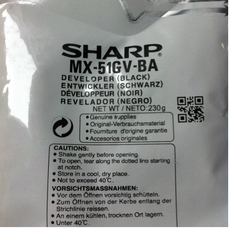 SHARP
MX-51GV-BA
DEVELOPER (BLACK)
ENTWICKLER (SCHWARZ)
DÉVELOPPEUR (NOIR)
REVELADOR (NEGRO)
NET WT / NETO: 230g
• Genuine supplies
• Original-Verbrauchsmaterial
• Fourniture d'origine garantie
• Accesorios originales
CAUTIONS:
• Shake gently before opening.
• To open, tear along the dotted lins starting
at notch.
• Store in a cool, dry place.
• Not to exceed 40°C.
VORSICHTSMASSNAHMEN:
• Vor dem Öffnen vorsichtig schütteln.
• Zum Öffnen von der Kerbe entlang der
Strichleine reissen.
• An einem kühlen, trocknen Ort lagern.
• Unter 40°C.